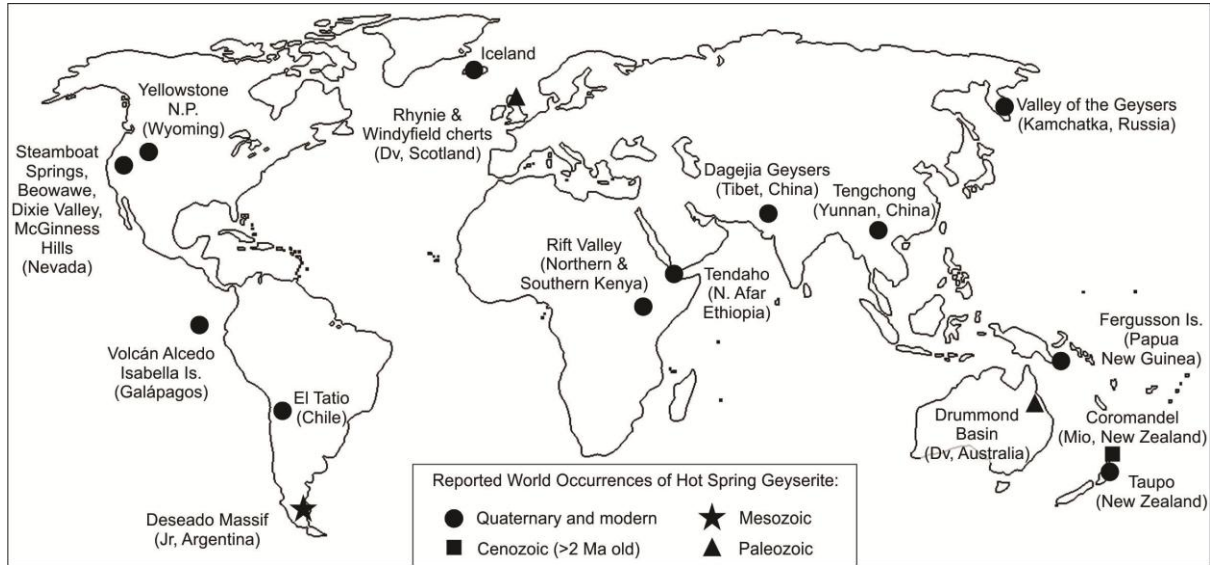 Iceland
Yellowstone
N.P.
(Wyoming)
Rhynie &
Windyfield cherts
(Dv, Scotland)
Valley of the Geysers
(Kamchatka, Russia)
Steamboat
Springs,
Beowawe,
Dixie Valley,
McGinness
Hills
(Nevada)
Dagejia Geysers
(Tibet, China)
Tengchong
(Yunnan, China)
Rift Valley
(Northern &
Southern Kenya)
Tendaho
(N. Afar
Ethiopia)
Fergusson Is.
(Papua
New Guinea)
Volcán Alcedo
Isabella Is.
(Galápagos)
El Tatio
(Chile)
Drummond
Basin
(Dv, Australia)
Coromandel
(Mio, New Zealand)
Taupo
(New Zealand)
Deseado Massif
(Jr, Argentina)
Reported World Occurrences of Hot Spring Geyserite:
Quaternary and modern
Mesozoic
Cenozoic (>2 Ma old)
Paleozoic